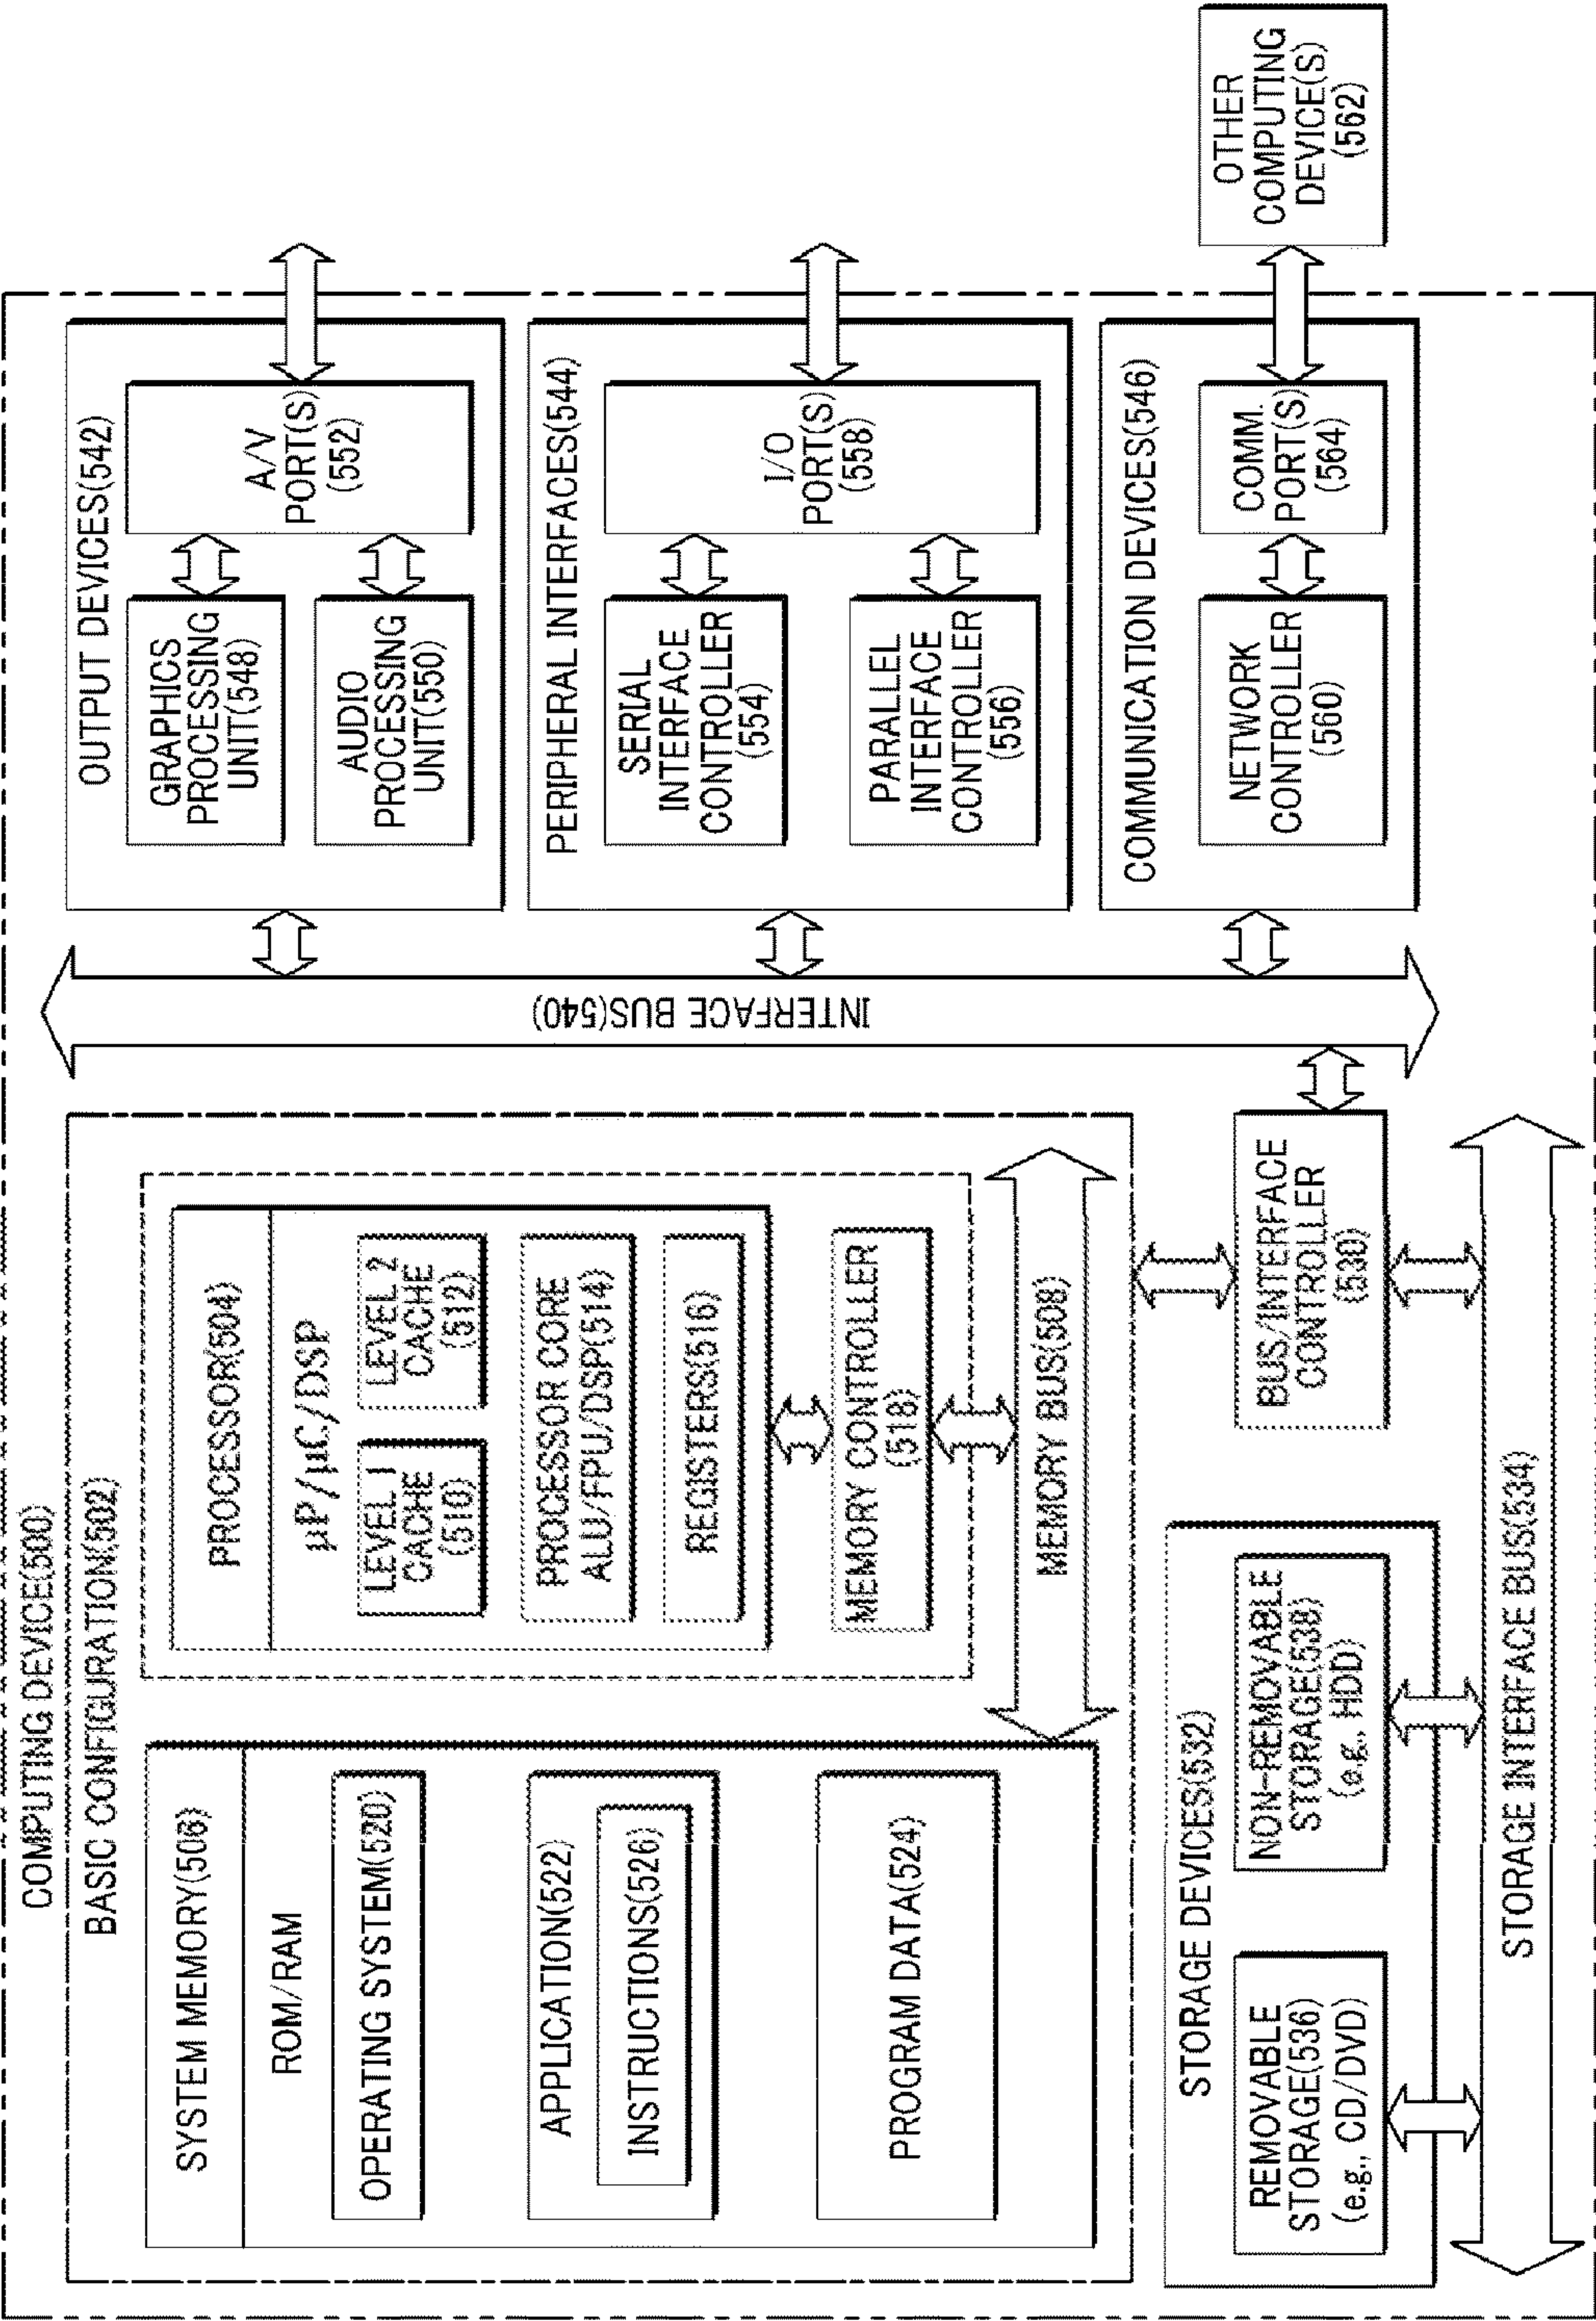 COMPUTING DEVICE(500)
BASIC CONFIGURATION(502)
SYSTEM MEMORY(506)
ROM/RAM
OPERATING SYSTEM(520)
APPLICATION(522)
INSTRUCTIONS(526)
PROGRAM DATA(524)
PROCESSOR(504)
μP/μC/DSP
LEVEL 1
CACHE
(510)
LEVEL 2
CACHE
(512)
PROCESSOR CORE
ALU/FPU/DSP(514)
REGISTERS(516)
MEMORY CONTROLLER
(518)
MEMORY BUS(508)
BUS/INTERFACE
CONTROLLER
(530)
STORAGE DEVICES(532)
REMOVABLE
STORAGE(536)
(e.g., CD/DVD)
NON-REMOVABLE
STORAGE(538)
(e.g., HDD)
STORAGE INTERFACE BUS(534)
INTERFACE BUS(540)
OUTPUT DEVICES(542)
GRAPHICS
PROCESSING
UNIT(548)
AUDIO
PROCESSING
UNIT(550)
A/V
PORT(S)
(552)
PERIPHERAL INTERFACES(544)
SERIAL
INTERFACE
CONTROLLER
(554)
PARALLEL
INTERFACE
CONTROLLER
(556)
I/O
PORT(S)
(558)
COMMUNICATION DEVICES(546)
NETWORK
CONTROLLER
(560)
COMM.
PORT(S)
(564)
OTHER
COMPUTING
DEVICE(S)
(562)